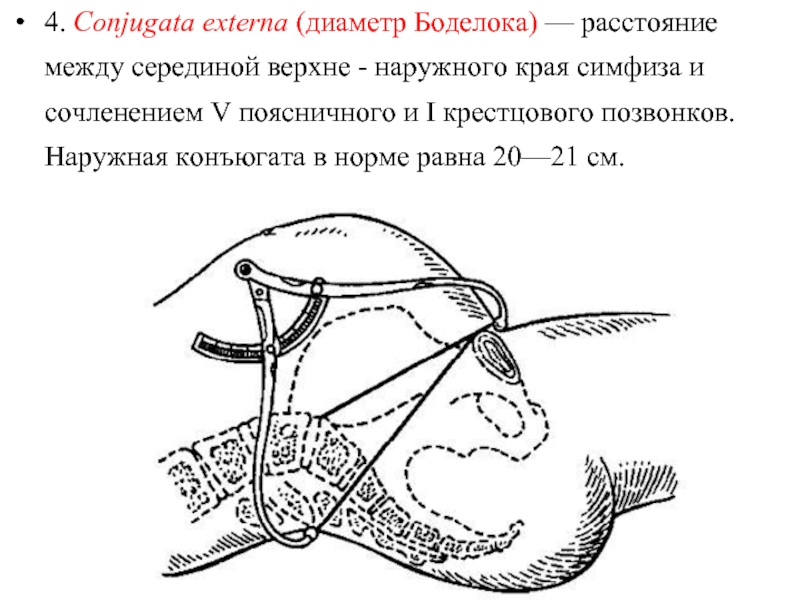 • 4. Conjugata externa (диаметр Боделока) — расстояние
между серединой верхне - наружного края симфиза и
сочленением V поясничного и I крестцового позвонков.
Наружная конъюгата в норме равна 20—21 см.